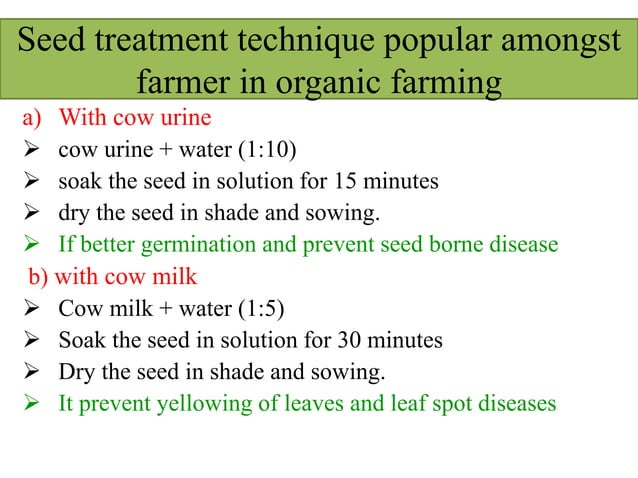 Seed treatment technique popular amongst
farmer in organic farming
a) With cow urine
➢ cow urine + water (1:10)
➢ soak the seed in solution for 15 minutes
➢ dry the seed in shade and sowing.
➢ If better germination and prevent seed borne disease
b) with cow milk
➢ Cow milk + water (1:5)
➢ Soak the seed in solution for 30 minutes
➢ Dry the seed in shade and sowing.
➢ It prevent yellowing of leaves and leaf spot diseases